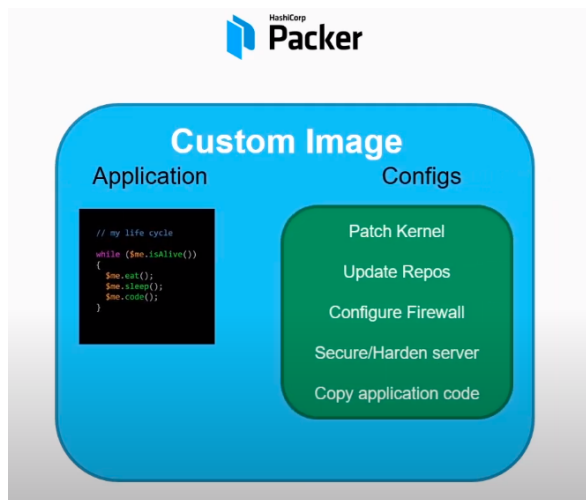 HashiCorp
Packer
Custom Image
Application
Configs
// my life cycle
while ($me.isAlive())
{
$me.eat();
$me.sleep();
$me.code();
}
Patch Kernel
Update Repos
Configure Firewall
Secure/Harden server
Copy application code